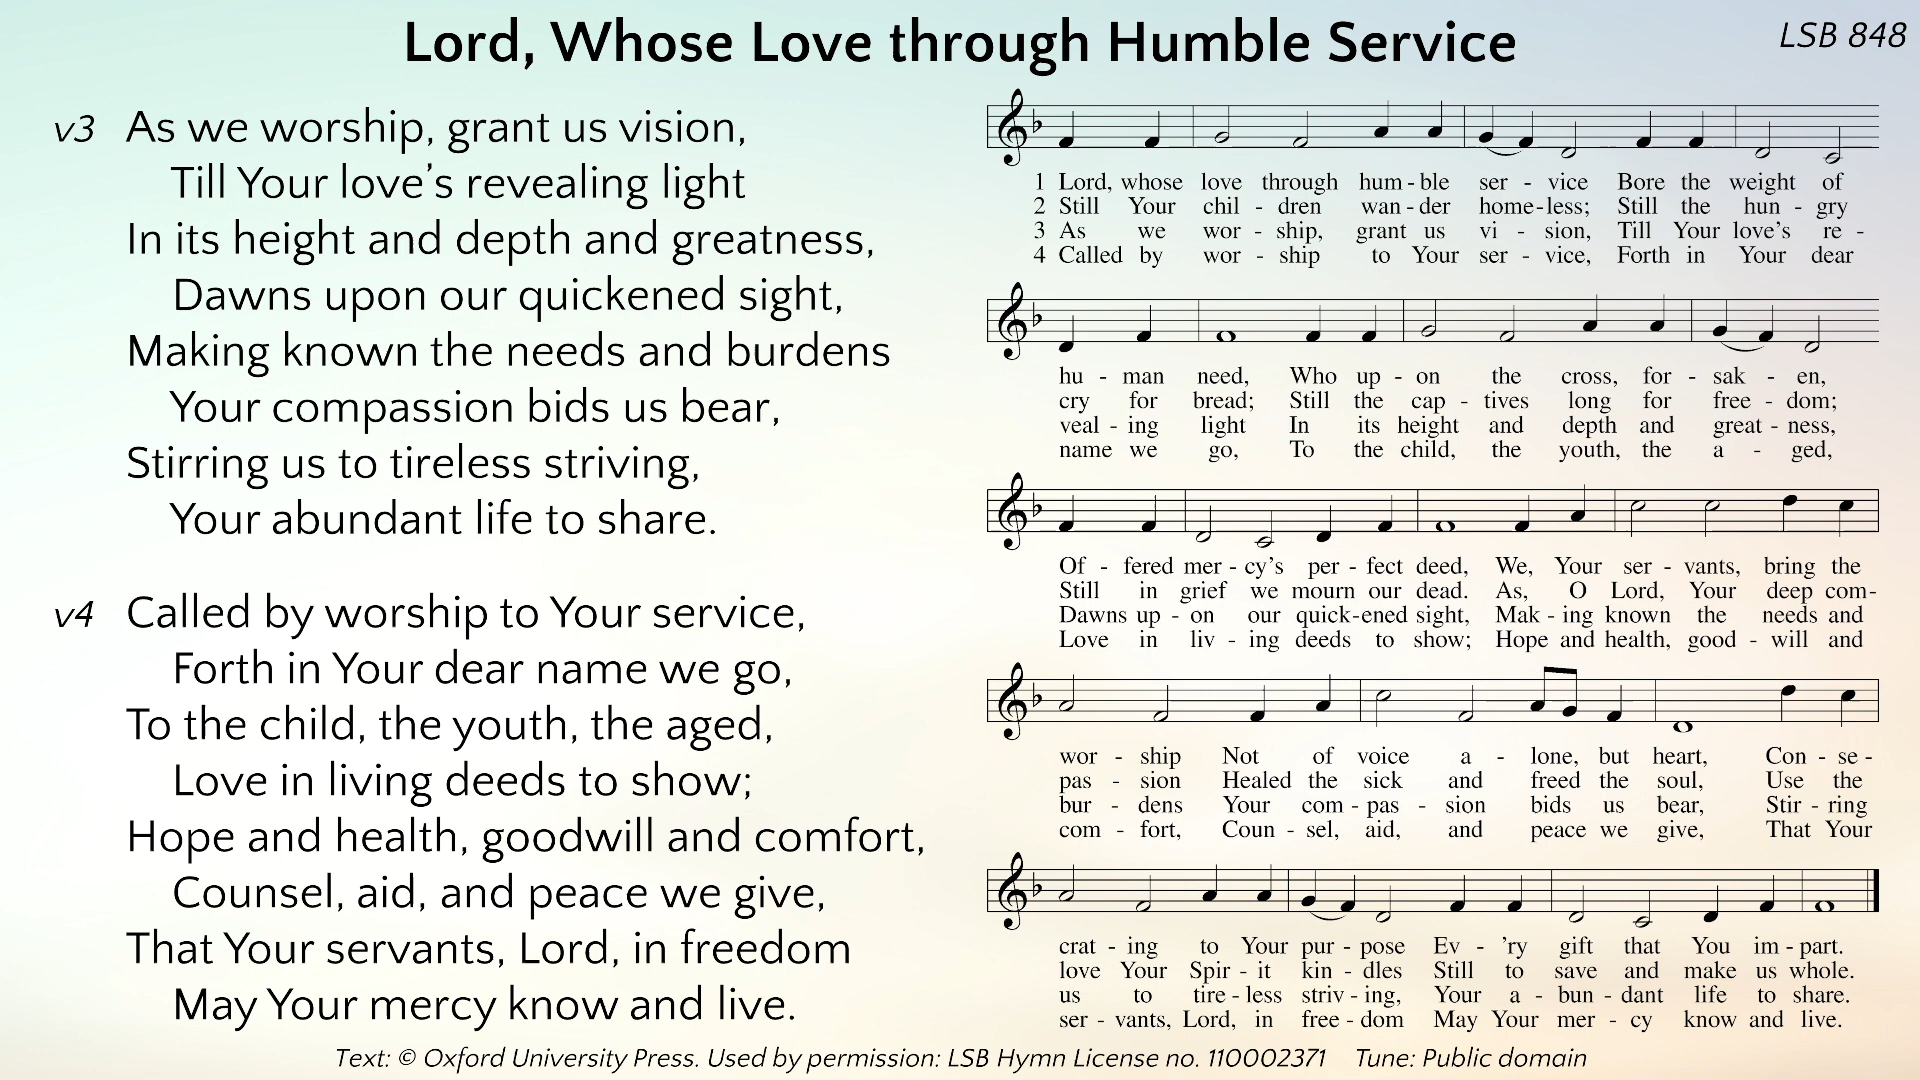 Lord, Whose Love through Humble Service
LSB 848
v3 As we worship, grant us vision,
Till Your love’s revealing light
In its height and depth and greatness,
Dawns upon our quickened sight,
Making known the needs and burdens
Your compassion bids us bear,
Stirring us to tireless striving,
Your abundant life to share.
v4 Called by worship to Your service,
Forth in Your dear name we go,
To the child, the youth, the aged,
Love in living deeds to show;
Hope and health, goodwill and comfort,
Counsel, aid, and peace we give,
That Your servants, Lord, in freedom
May Your mercy know and live.
1 Lord, whose love through hum - ble ser - vice Bore the weight of
2 Still Your chil - dren wan - der home - less; Still the hun - gry
3 As we wor - ship, grant us vi - sion, Till Your love’s re -
4 Called by wor - ship to Your ser - vice, Forth in Your dear
hu - man need, Who up - on the cross, for - sak - en,
cry for bread; Still the cap - tives long for free - dom;
veal - ing light In its height and depth and great - ness,
name we go, To the child, the youth, the a - ged,
Of - fered mer - cy’s per - fect deed, We, Your ser - vants, bring the
Still in grief we mourn our dead. As, O Lord, Your deep com -
Dawns up - on our quick - ened sight, Mak - ing known the needs and
Love in liv - ing deeds to show; Hope and health, good - will and
wor - ship Not of voice a - lone, but heart, Con - se -
pas - sion Healed the sick and freed the soul, Use the
bur - dens Your com - pas - sion bids us bear, Stir - ring
com - fort, Coun - sel, aid, and peace we give, That Your
crat - ing to Your pur - pose Ev - ’ry gift that You im - part.
love Your Spir - it kin - dles Still to save and make us whole.
us to tire - less striv - ing, Your a - bun - dant life to share.
ser - vants, Lord, in free - dom May Your mer - cy know and live.
Text: © Oxford University Press. Used by permission: LSB Hymn License no. 110002371 Tune: Public domain